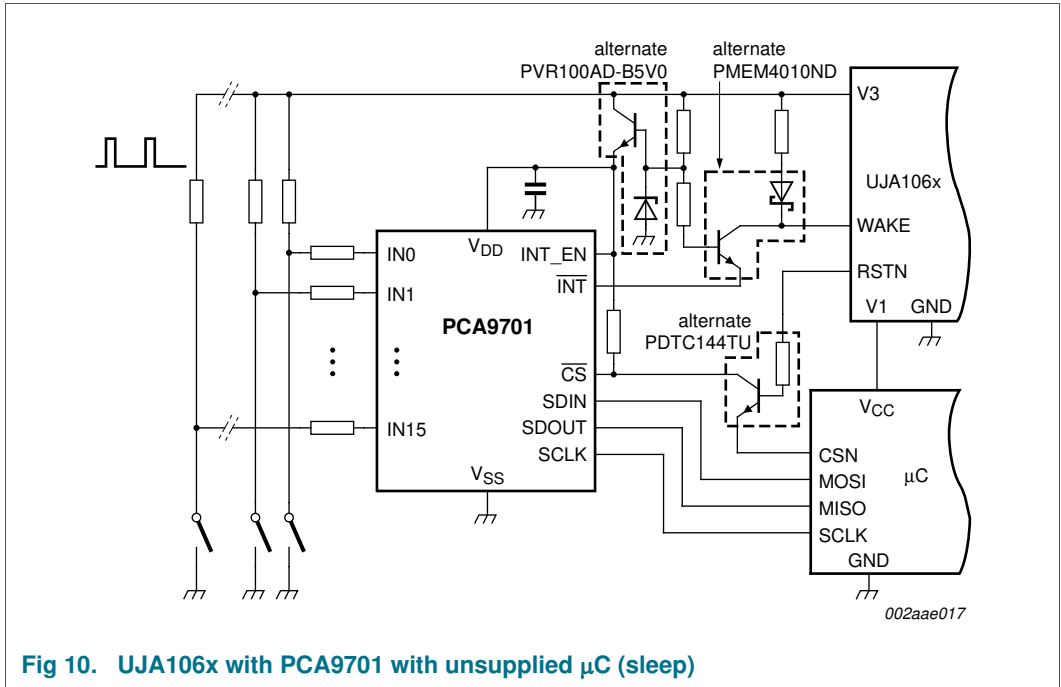 alternate
PVR100AD-B5V0
alternate
PMEM4010ND
V3
UJA106x
WAKE
RSTN
V1
GND
VDD
INT_EN
INT
IN0
IN1
PCA9701
IN15
CS
SDIN
SDOUT
SCLK
VSS
alternate
PDTC144TU
VCC
CSN
MOSI
μC
MISO
SCLK
GND
002aae017
Fig 10. UJA106x with PCA9701 with unsupplied μC (sleep)